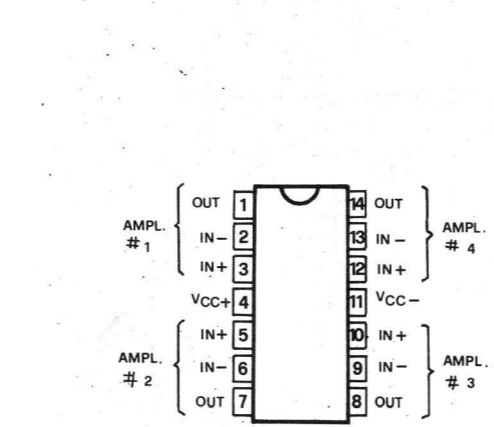 OUT 1 14 OUT
AMPL. #1 IN- 2 13 IN- AMPL. #4
IN+ 3 12 IN+
VCC+ 4 11 VCC-
IN+ 5 10 IN+
AMPL. #2 IN- 6 9 IN- AMPL. #3
OUT 7 8 OUT